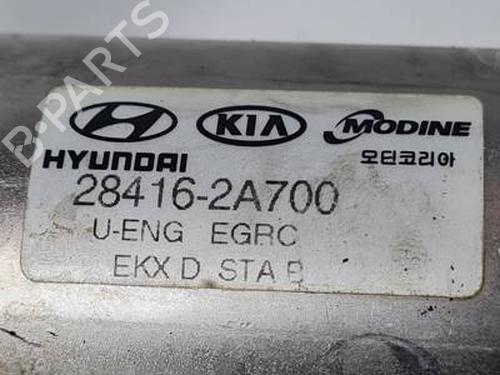 B-PARTS
HYUNDAI KIA MODINE
모딘코리아
28416-2A700
U-ENG EGRC
EKX D STA B